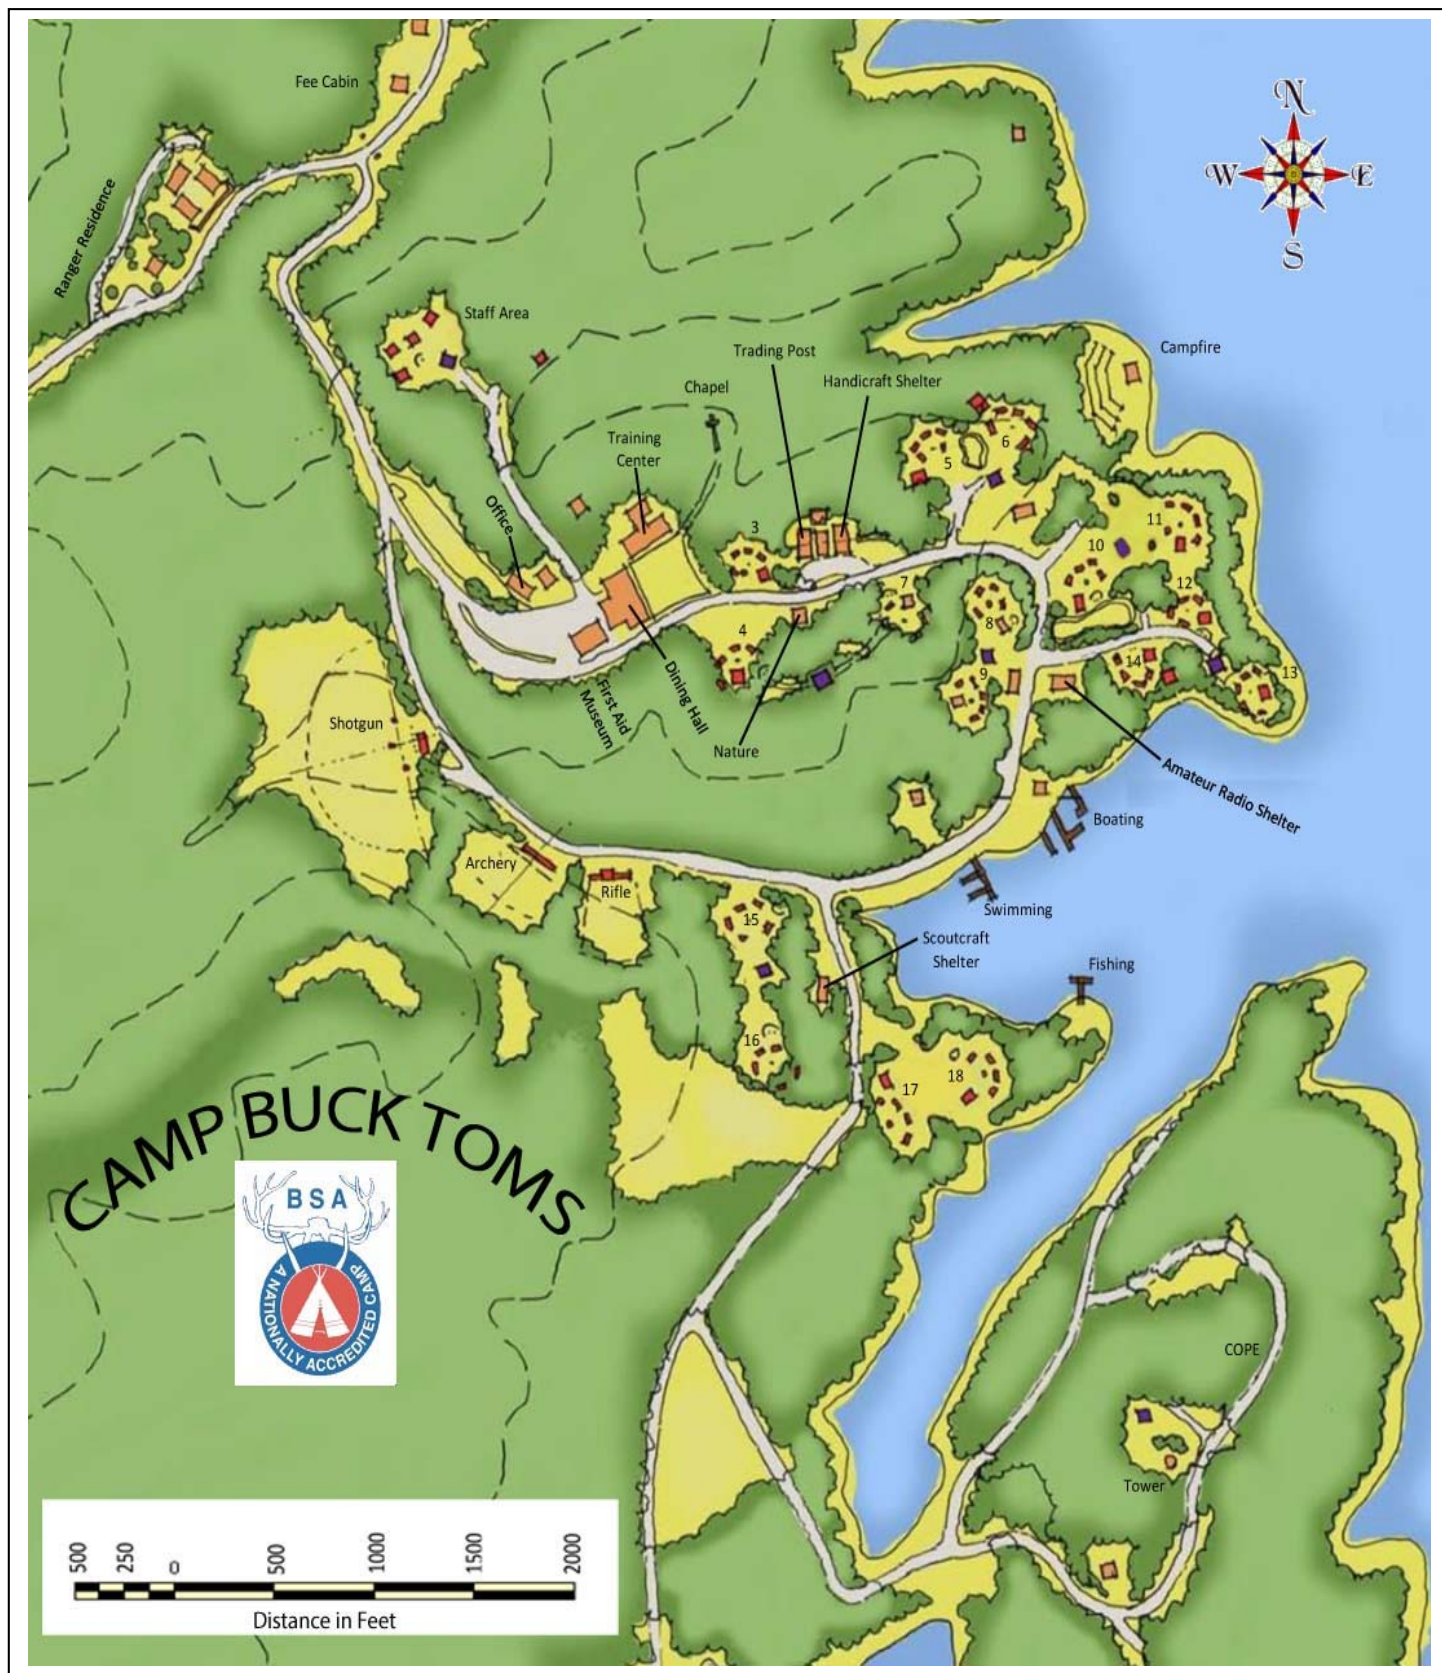 N
W E
S
Fee Cabin
Ranger Residence
Staff Area
Campfire
Trading Post
Handicraft Shelter
Chapel
Training
Center
Office
3
5
6
11
10
12
7
8
4
9
14
13
Dining Hall
First Aid
Museum
Nature
Shotgun
Amateur Radio Shelter
Boating
Archery
Rifle
Swimming
15
Scoutcraft
Shelter
Fishing
16
17
18
CAMP BUCK TOMS
BSA
A NATIONALLY ACCREDITED CAMP
COPE
Tower
500 250 0 500 1000 1500 2000
Distance in Feet